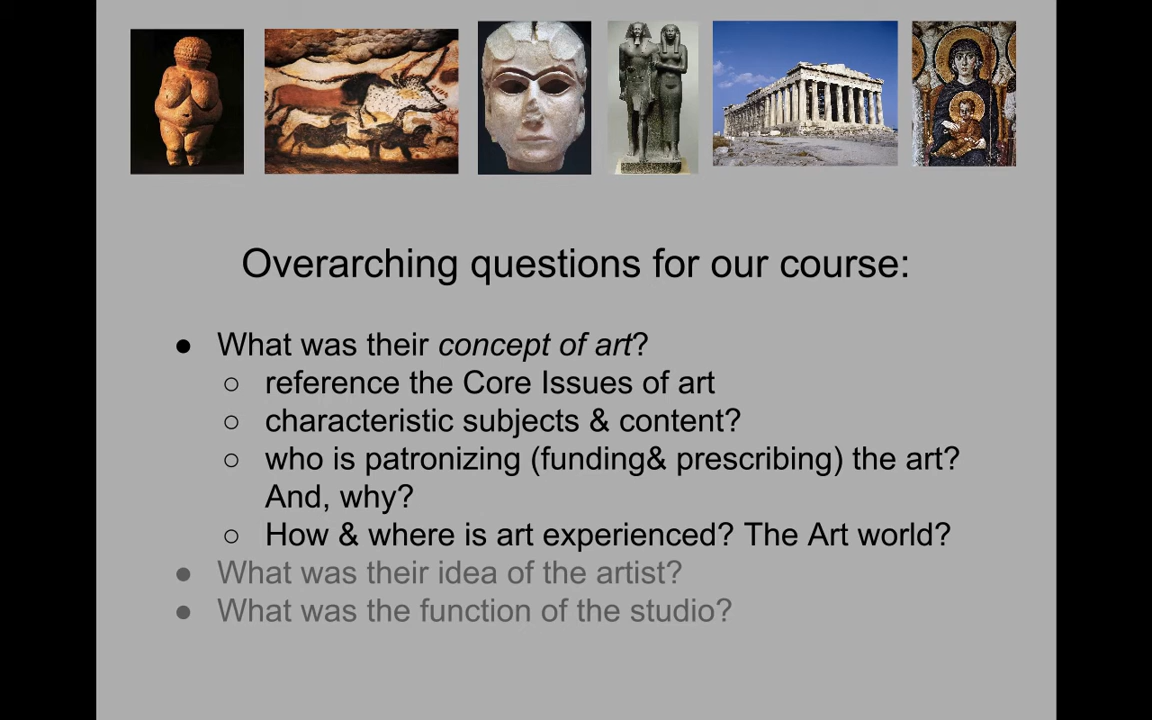 Overarching questions for our course:
● What was their concept of art?
○ reference the Core Issues of art
○ characteristic subjects & content?
○ who is patronizing (funding& prescribing) the art?
And, why?
○ How & where is art experienced? The Art world?
● What was their idea of the artist?
● What was the function of the studio?